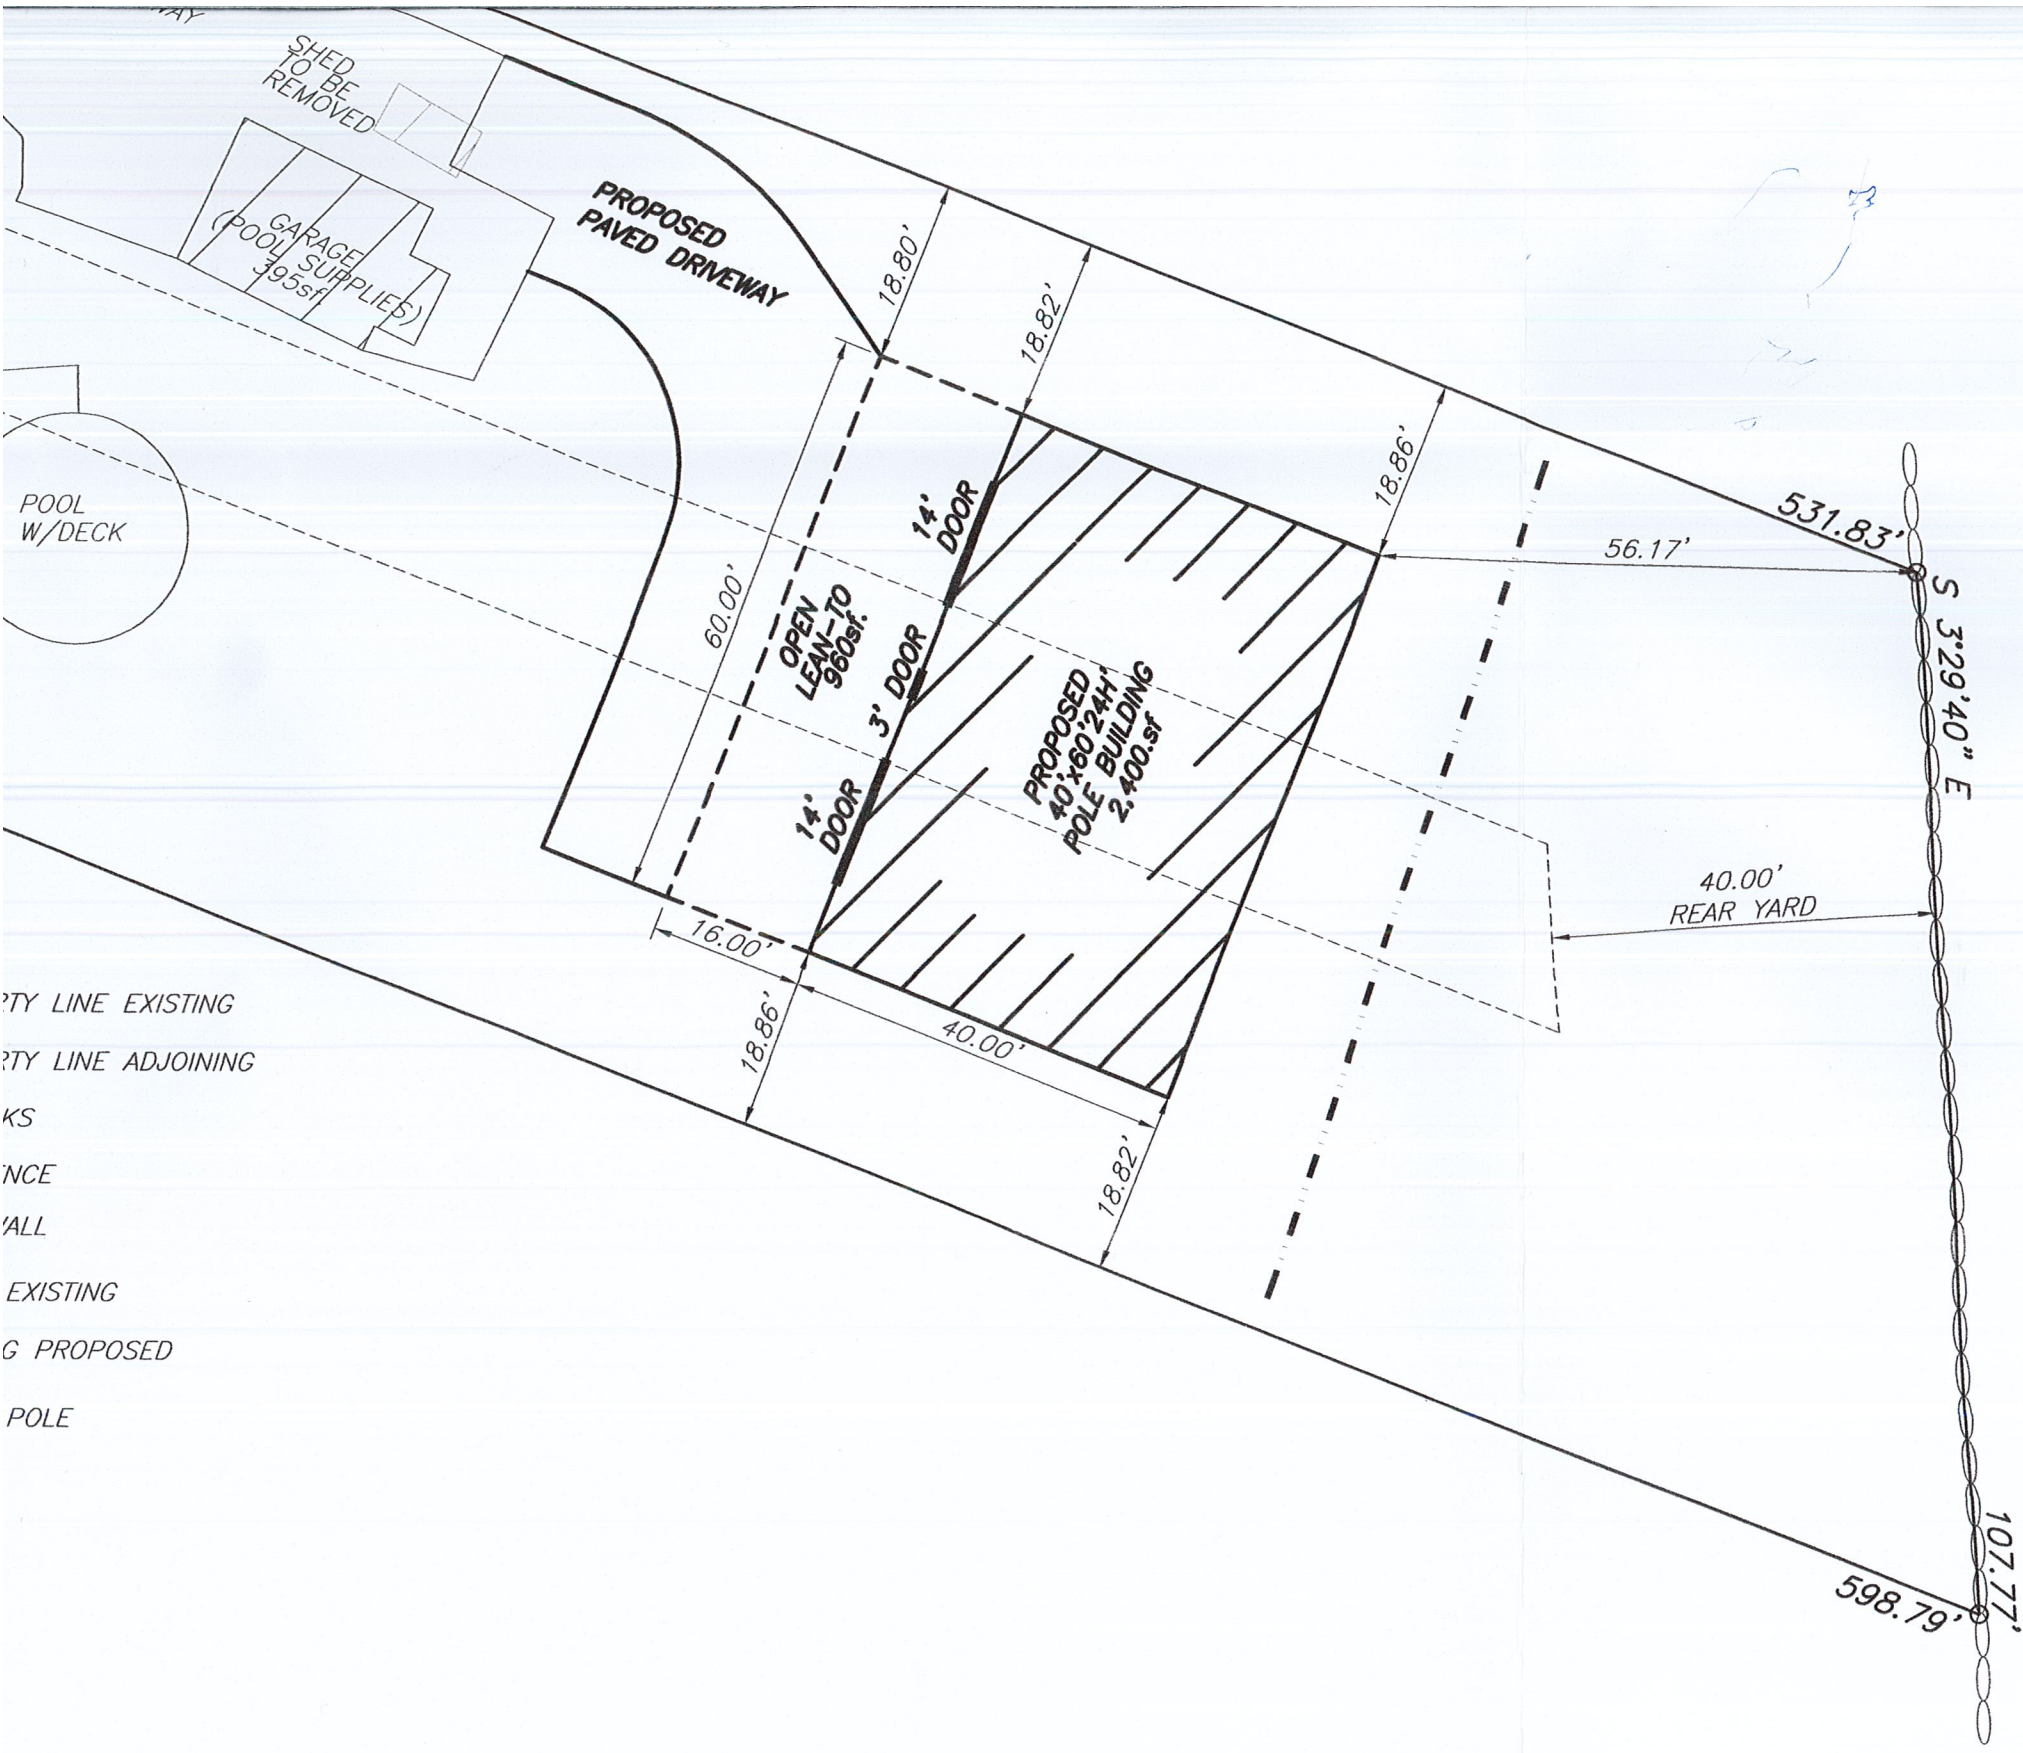 SHED
TO BE
REMOVED
GARAGE
(POOL SUPPLIES)
395sf.
PROPOSED
PAVED DRIVEWAY
18.80'
18.82'
18.86'
531.83'
56.17'
S 3°29'40" E
POOL
W/DECK
60.00'
OPEN
LEAN-TO
960sf.
14'
DOOR
3' DOOR
14'
DOOR
PROPOSED
40'x60'24H'
POLE BUILDING
2,400.sf
40.00'
REAR YARD
16.00'
40.00'
18.86'
18.82'
RTY LINE EXISTING
RTY LINE ADJOINING
KS
NCE
ALL
EXISTING
G PROPOSED
POLE
107.77'
598.79'